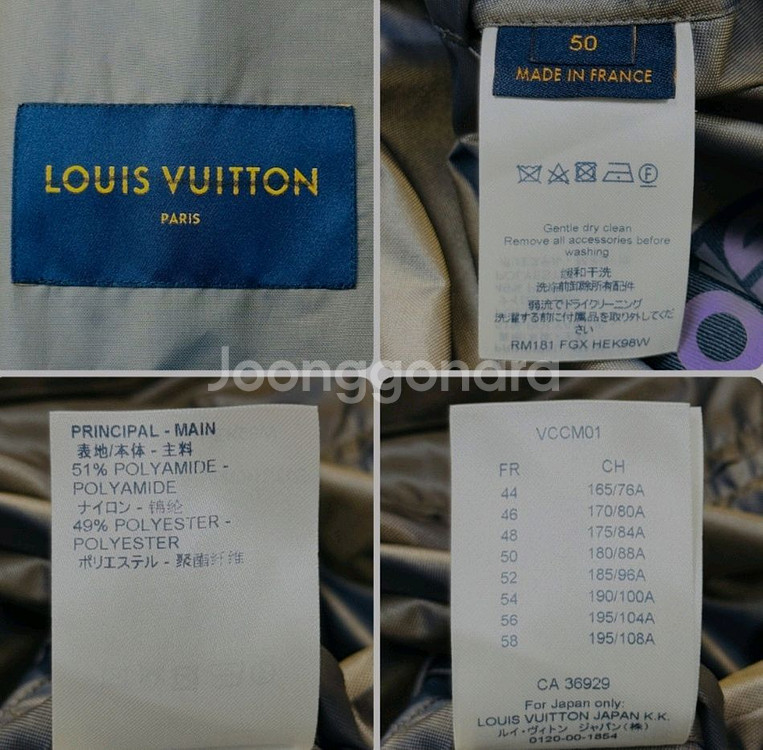 LOUIS VUITTON
PARIS
50
MADE IN FRANCE
Gentle dry clean
Remove all accessories before
washing
缓和干洗
洗涤前卸除所有配件
弱流でドライクリーニング
洗濯する前に付属品を取り外してくだ
さい
RM181 FGX HEK98W
Joonggonara
PRINCIPAL - MAIN
表地/本体 - 主料
51% POLYAMIDE -
POLYAMIDE
ナイロン - 锦纶
49% POLYESTER -
POLYESTER
ポリエステル - 聚酯纤维
VCCM01
FR CH
44 165/76A
46 170/80A
48 175/84A
50 180/88A
52 185/96A
54 190/100A
56 195/104A
58 195/108A
CA 36929
For Japan only:
LOUIS VUITTON JAPAN K.K.
ルイ・ヴィトン ジャパン(株)
0120-00-1854